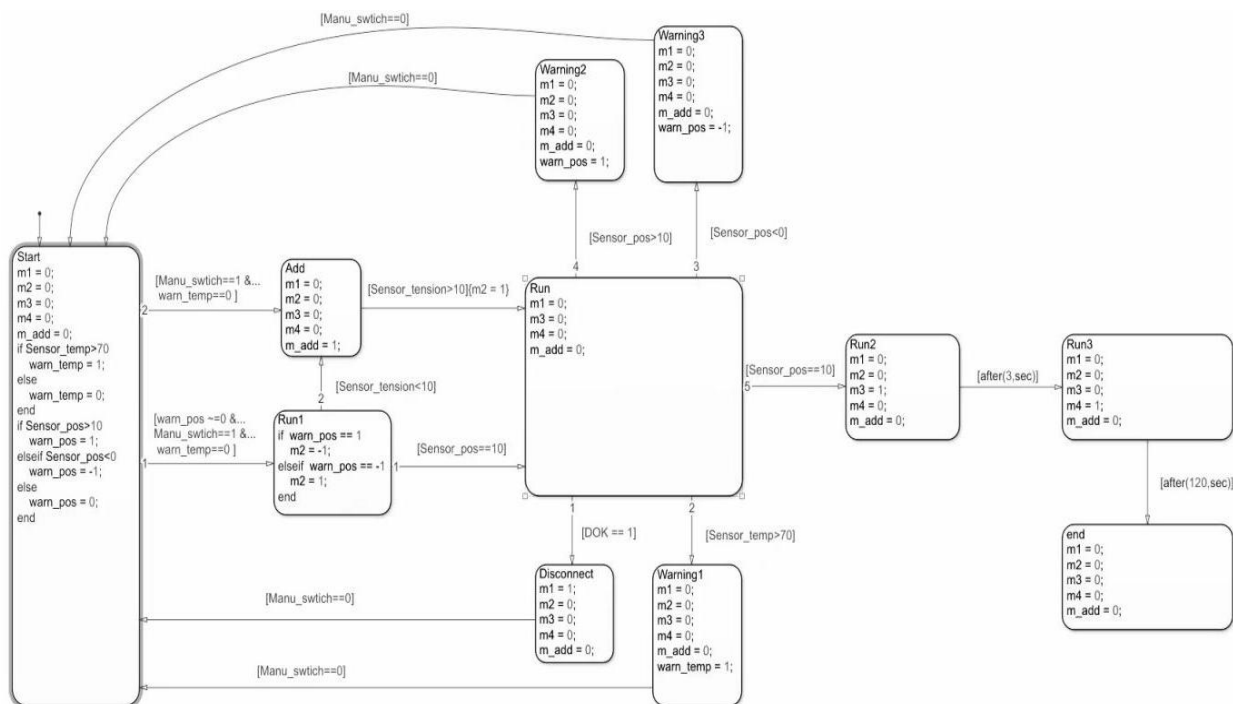 [Manu_swtich==0]
[Manu_swtich==0]
Warning3
m1 = 0;
m2 = 0;
m3 = 0;
m4 = 0;
m_add = 0;
warn_pos = -1;
Warning2
m1 = 0;
m2 = 0;
m3 = 0;
m4 = 0;
m_add = 0;
warn_pos = 1;
[Sensor_pos>10]
[Sensor_pos<0]
4
3
Start
m1 = 0;
m2 = 0;
m3 = 0;
m4 = 0;
m_add = 0;
if Sensor_temp>70
warn_temp = 1;
else
warn_temp = 0;
end
if Sensor_pos>10
warn_pos = 1;
elseif Sensor_pos<0
warn_pos = -1;
else
warn_pos = 0;
end
[Manu_swtich==1 &...
warn_temp==0 ]
2
Add
m1 = 0;
m2 = 0;
m3 = 0;
m4 = 0;
m_add = 1;
[Sensor_tension>10]{m2 = 1}
[Sensor_tension<10]
2
[warn_pos ~=0 &...
Manu_swtich==1 &...
warn_temp==0 ]
1
Run1
if warn_pos == 1
m2 = -1;
elseif warn_pos == -1
m2 = 1;
end
1
[Sensor_pos==10]
Run
m1 = 0;
m3 = 0;
m4 = 0;
m_add = 0;
[Sensor_pos==10]
5
Run2
m1 = 0;
m2 = 0;
m3 = 1;
m4 = 0;
m_add = 0;
[after(3,sec)]
Run3
m1 = 0;
m2 = 0;
m3 = 0;
m4 = 1;
m_add = 0;
[after(120,sec)]
end
m1 = 0;
m2 = 0;
m3 = 0;
m4 = 0;
m_add = 0;
1
2
[DOK == 1]
[Sensor_temp>70]
Disconnect
m1 = 1;
m2 = 0;
m3 = 0;
m4 = 0;
m_add = 0;
Warning1
m1 = 0;
m2 = 0;
m3 = 0;
m4 = 0;
m_add = 0;
warn_temp = 1;
[Manu_swtich==0]
[Manu_swtich==0]